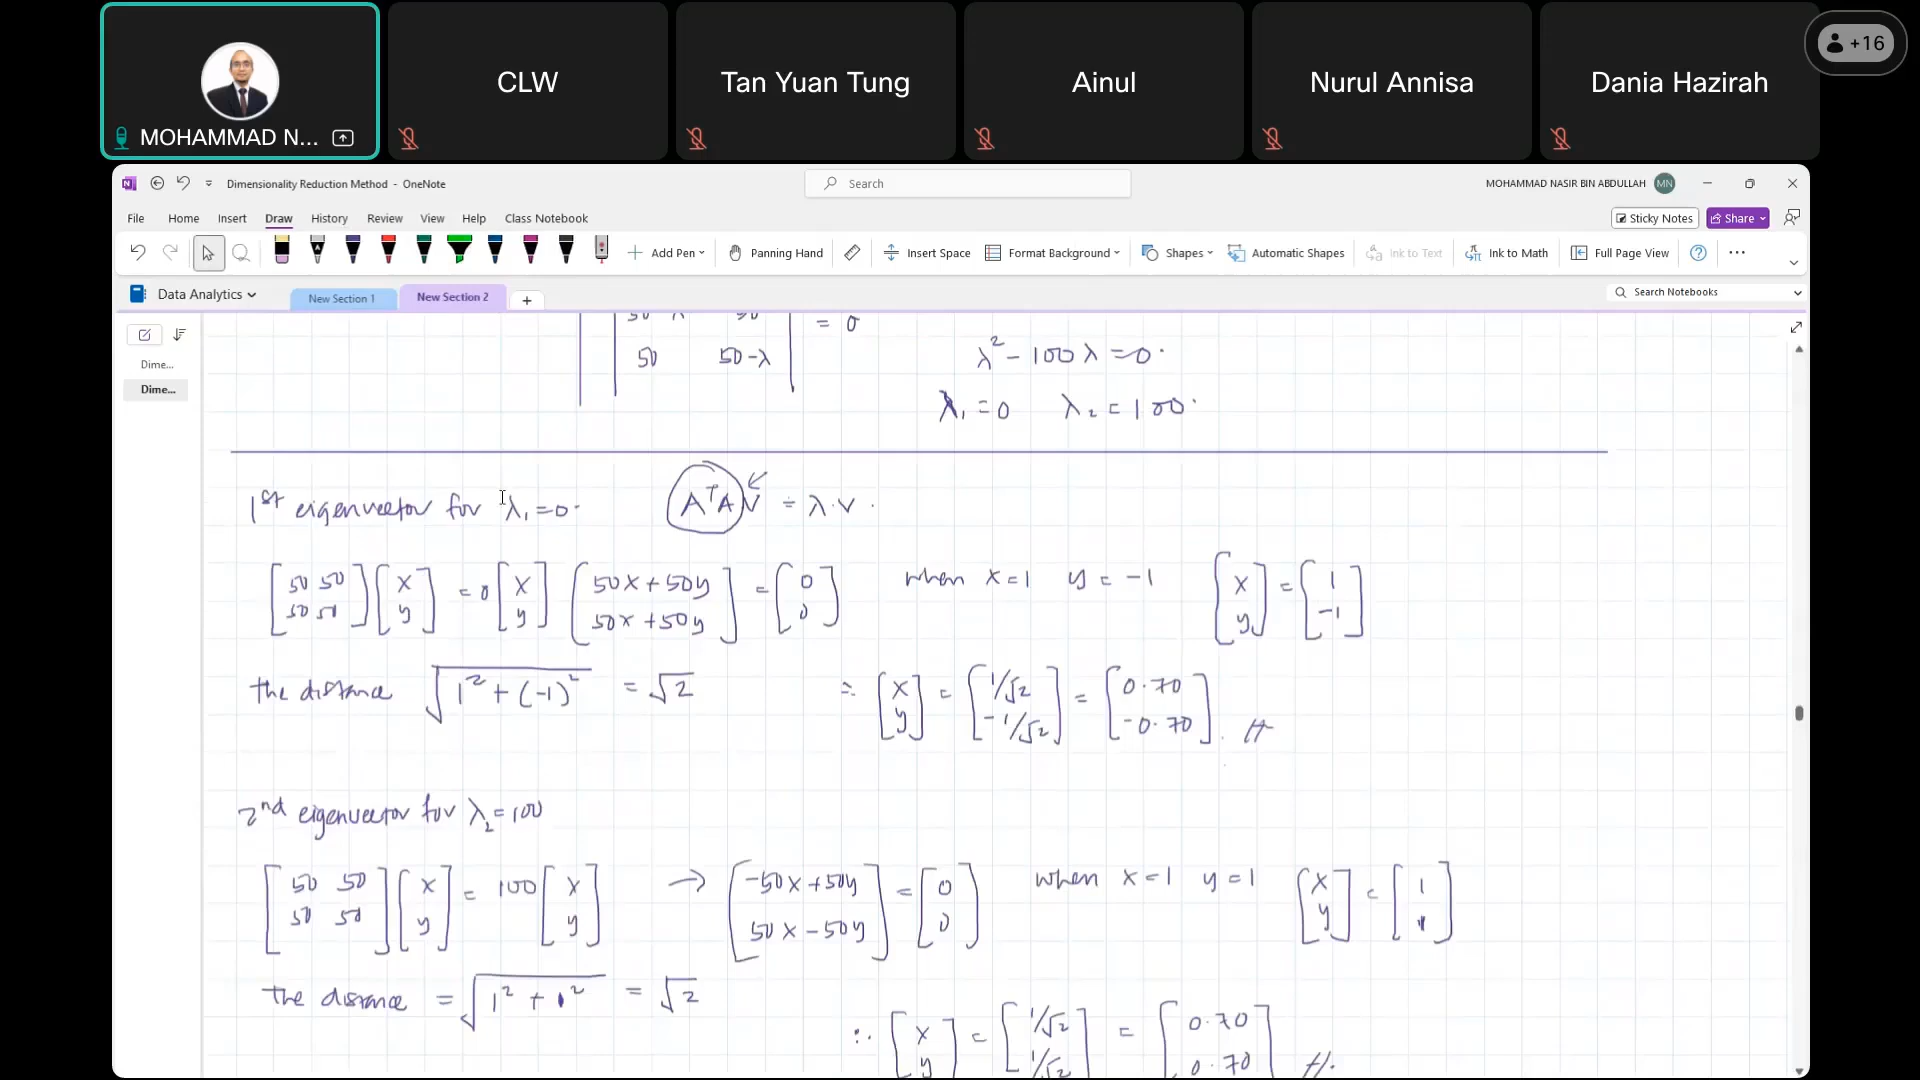 CLW
Tan Yuan Tung
Ainul
Nurul Annisa
Dania Hazirah
+16
MOHAMMAD N...
Dimensionality Reduction Method - OneNote
Search
MOHAMMAD NASIR BIN ABDULLAH
MN
File Home Insert Draw History Review View Help Class Notebook
Sticky Notes
Share
Add Pen
Panning Hand
Insert Space
Format Background
Shapes
Automatic Shapes
Ink to Text
Ink to Math
Full Page View
Data Analytics
New Section 1
New Section 2
+
Search Notebooks
Dime...
Dime...
50-λ 50 = 0
50 50-λ
λ² - 100λ = 0.
λ₁ = 0 λ₂ = 100.
1st eigenvector for λ₁ = 0. AᵀA V = λ.V.
[50 50; 50 50] [x; y] = 0 [x; y] [50x + 50y; 50x + 50y] = [0; 0] when x = 1 y = -1 [x; y] = [1; -1]
the distance √(1² + (-1)²) = √2 ∴ [x; y] = [1/√2; -1/√2] = [0.70; -0.70].
2nd eigenvector for λ₂ = 100
[50 50; 50 50] [x; y] = 100 [x; y] → [-50x + 50y; 50x - 50y] = [0; 0] when x = 1 y = 1 [x; y] = [1; 1]
the distance = √(1² + 1²) = √2
∴ [x; y] = [1/√2; 1/√2] = [0.70; 0.70]